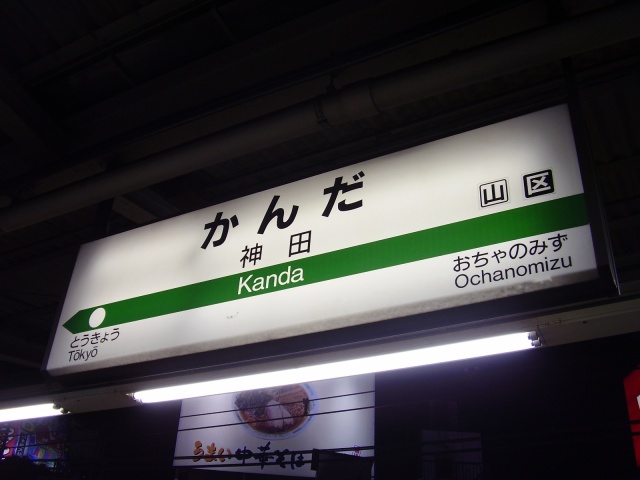 かんだ
山 区
神田
Kanda
おちゃのみず
Ochanomizu
とうきょう
Tōkyō
うまい中華そば